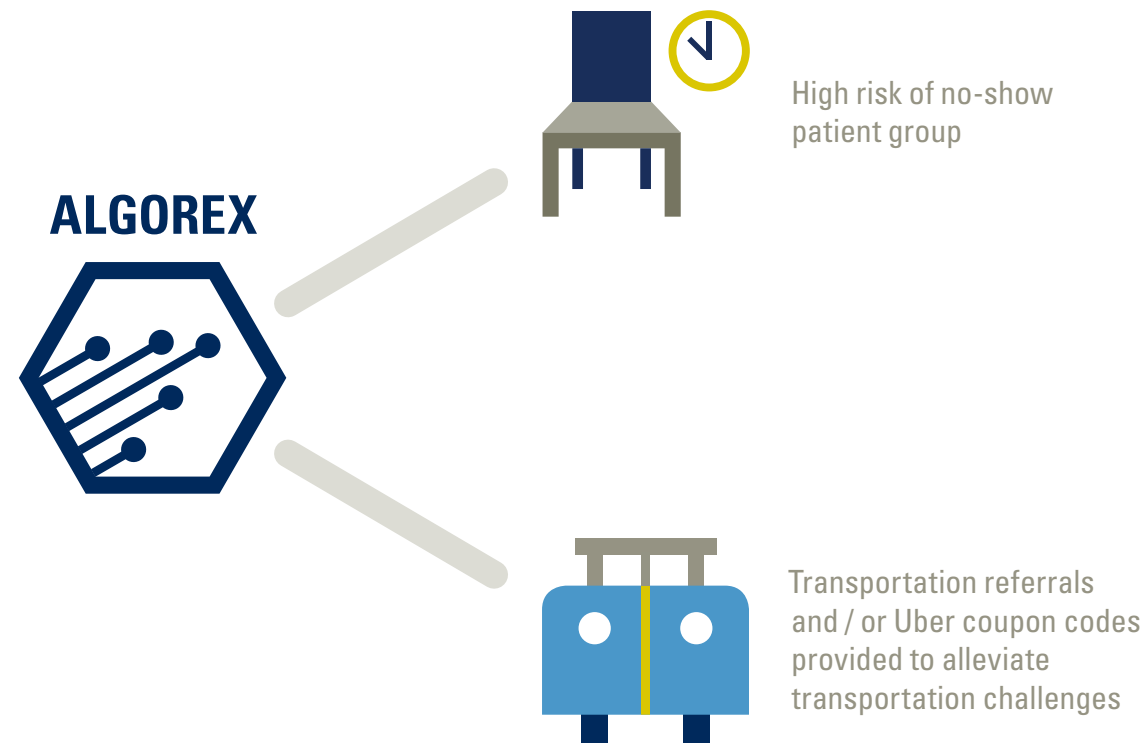 ALGOREX
High risk of no-show
patient group
Transportation referrals
and / or Uber coupon codes
provided to alleviate
transportation challenges